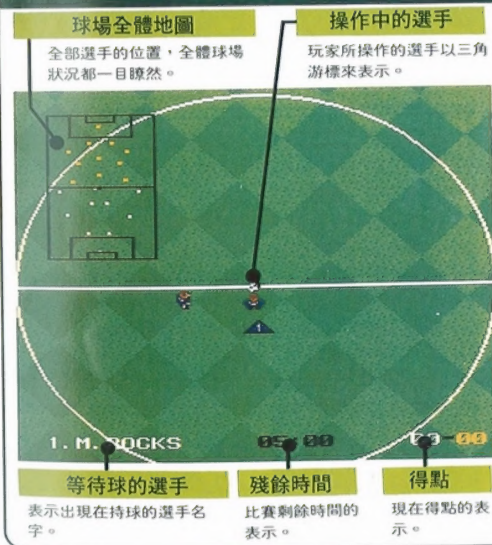 球場全體地圖
全部選手的位置，全體球場
狀況都一目瞭然。
操作中的選手
玩家所操作的選手以三角
游標來表示。
1
1. M. ROCKS
05:00
00-00
等待球的選手
表示出現在持球的選手名
字。
殘餘時間
比賽剩餘時間的
表示。
得點
現在得點的表
示。